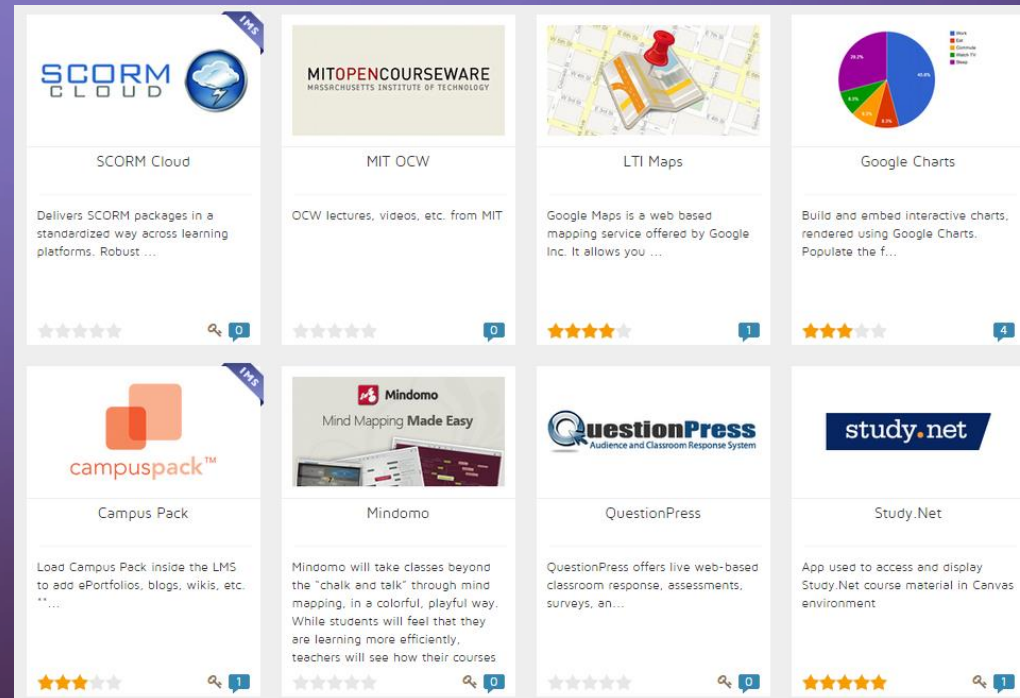 IMS
SCORM
CLOUD
SCORM Cloud
Delivers SCORM packages in a
standardized way across learning
platforms. Robust ...
0
MITOPENCOURSEWARE
MASSACHUSETTS INSTITUTE OF TECHNOLOGY
MIT OCW
OCW lectures, videos, etc. from MIT
0
LTI Maps
Google Maps is a web based
mapping service offered by Google
Inc. It allows you ...
1
Work
Eat
Commute
Watch TV
Sleep
Google Charts
Build and embed interactive charts,
rendered using Google Charts.
Populate the f...
4
IMS
campuspack™
Campus Pack
Load Campus Pack inside the LMS
to add ePortfolios, blogs, wikis, etc.
**...
1
Mindomo
Mind Mapping Made Easy
Mindomo
Mindomo will take classes beyond
the "chalk and talk" through mind
mapping, in a colorful, playful way.
While students will feel that they
are learning more efficiently,
teachers will see how their courses
0
QuestionPress
Audience and Classroom Response System
QuestionPress
QuestionPress offers live web-based
classroom response, assessments,
surveys, an...
0
study.net
Study.Net
App used to access and display
Study.Net course material in Canvas
environment
1